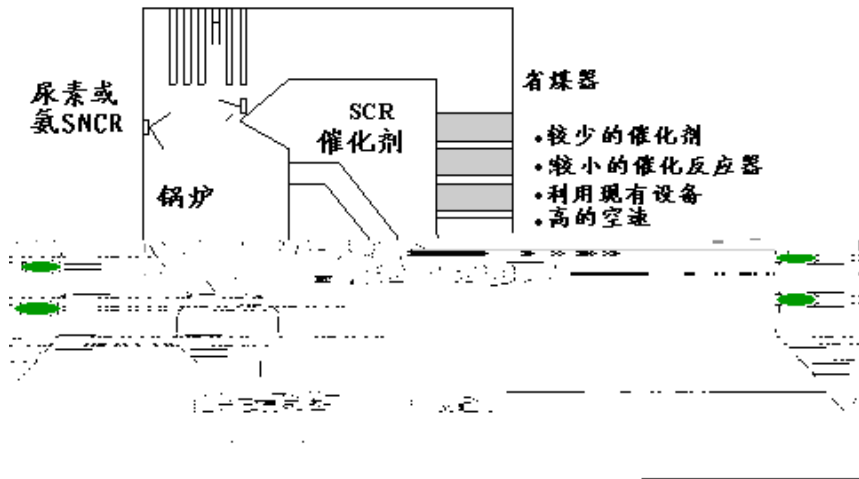 尿素或
氨SNCR
锅炉
SCR
催化剂
省煤器
•较少的催化剂
•较小的催化反应器
•利用现有设备
•高的空速